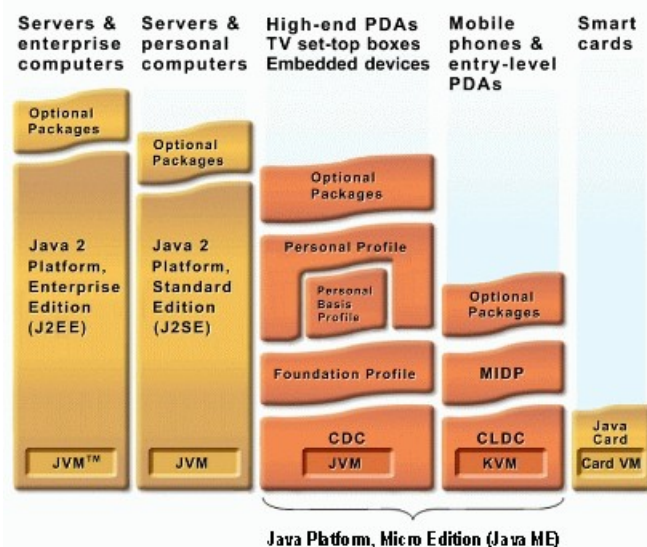 Servers &
enterprise
computers
Servers &
personal
computers
High-end PDAs
TV set-top boxes
Embedded devices
Mobile
phones &
entry-level
PDAs
Smart
cards
Optional
Packages
Java 2
Platform,
Enterprise
Edition
(J2EE)
JVM™
Optional
Packages
Java 2
Platform,
Standard
Edition
(J2SE)
JVM
Optional
Packages
Personal Profile
Personal
Basis
Profile
Foundation Profile
CDC
JVM
Optional
Packages
MIDP
CLDC
KVM
Java
Card
Card VM
Java Platform, Micro Edition (Java ME)